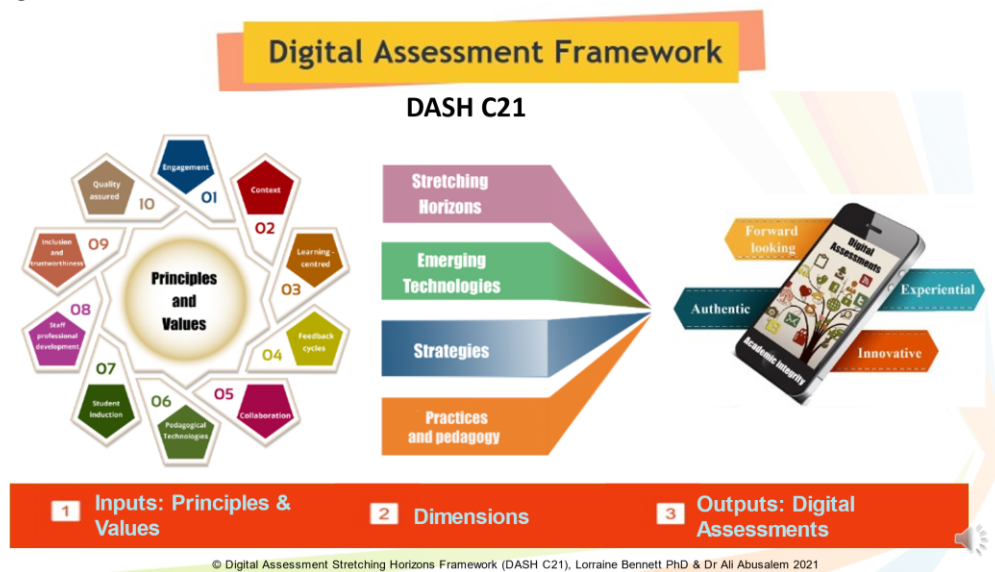 Digital Assessment Framework
DASH C21
Engagement
01
Context
02
Learning -
centred
03
Feedback
cycles
04
Collaboration
05
Pedagogical
Technologies
06
Student
induction
07
Staff
professional
development
08
Inclusion
and
trustworthiness
09
Quality
assured
10
Principles
and
Values
Stretching
Horizons
Emerging
Technologies
Strategies
Practices
and pedagogy
Forward
looking
Authentic
Digital
Assessments
Academic Integrity
Experiential
Innovative
1
Inputs: Principles &
Values
2
Dimensions
3
Outputs: Digital
Assessments
© Digital Assessment Stretching Horizons Framework (DASH C21), Lorraine Bennett PhD & Dr Ali Abusalem 2021